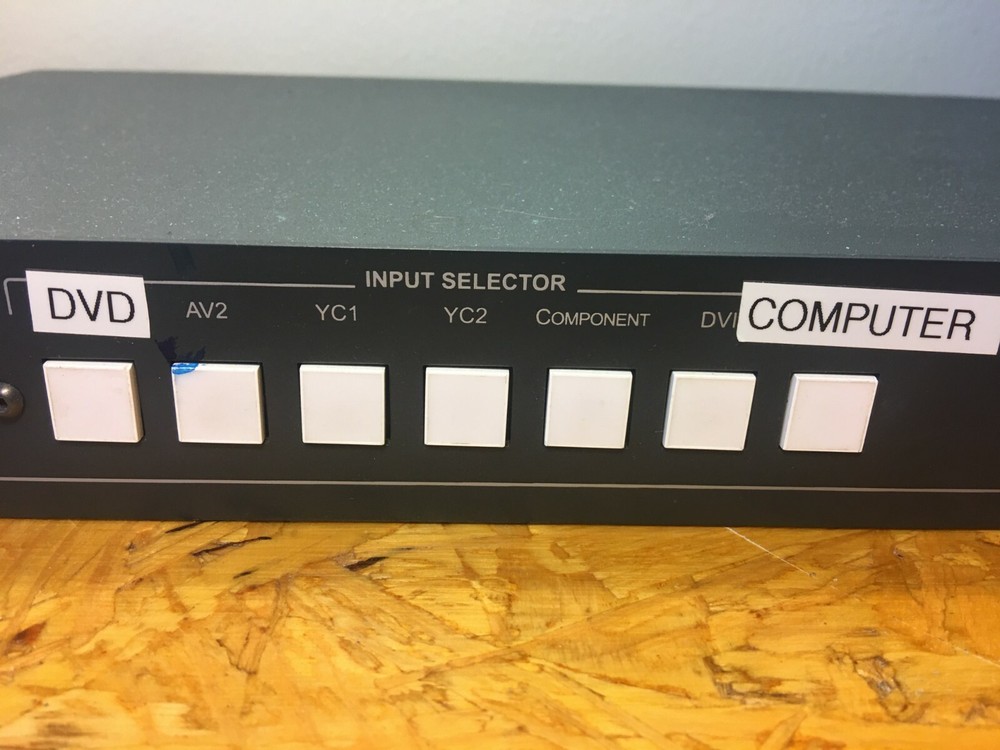 INPUT SELECTOR
DVD AV2 YC1 YC2 COMPONENT DVI COMPUTER